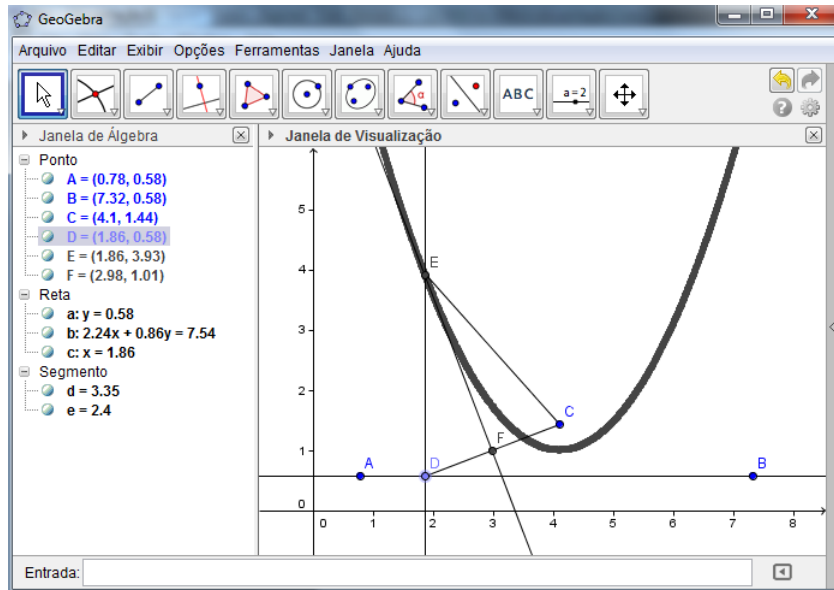 GeoGebra
Arquivo Editar Exibir Opções Ferramentas Janela Ajuda
α ABC a=2
Janela de Álgebra
Ponto
A = (0.78, 0.58)
B = (7.32, 0.58)
C = (4.1, 1.44)
D = (1.86, 0.58)
E = (1.86, 3.93)
F = (2.98, 1.01)
Reta
a: y = 0.58
b: 2.24x + 0.86y = 7.54
c: x = 1.86
Segmento
d = 3.35
e = 2.4
Janela de Visualização
5
4
E
3
2
C
F
1
A D B
0
0 1 2 3 4 5 6 7 8
Entrada: